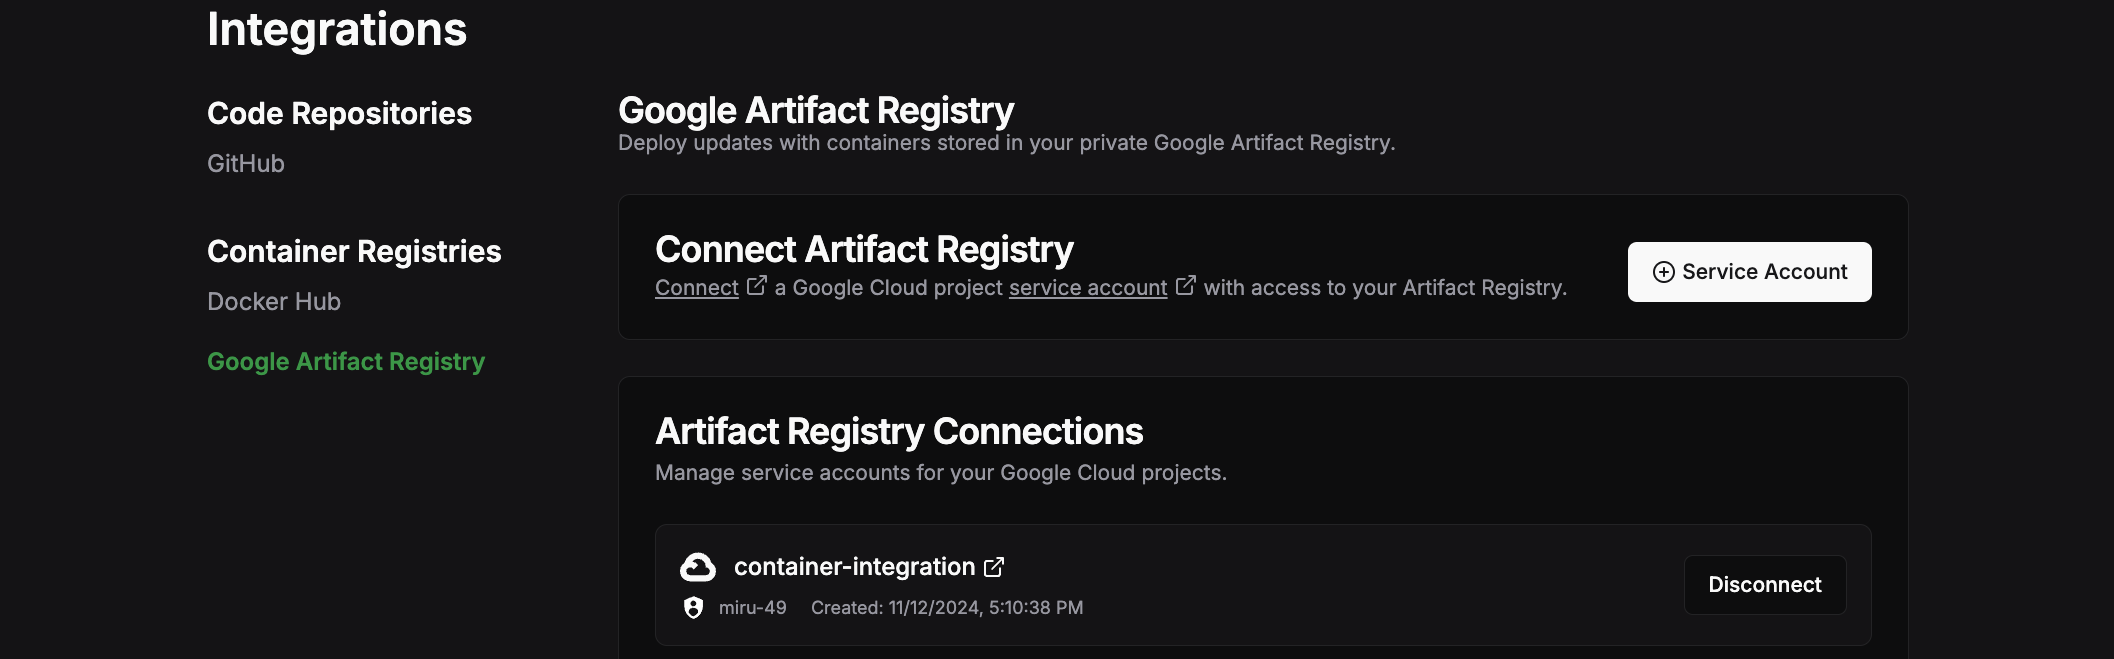 Integrations
Code Repositories
GitHub
Container Registries
Docker Hub
Google Artifact Registry
Google Artifact Registry
Deploy updates with containers stored in your private Google Artifact Registry.
Connect Artifact Registry
Connect a Google Cloud project service account with access to your Artifact Registry.
Service Account
Artifact Registry Connections
Manage service accounts for your Google Cloud projects.
container-integration
miru-49 Created: 11/12/2024, 5:10:38 PM
Disconnect